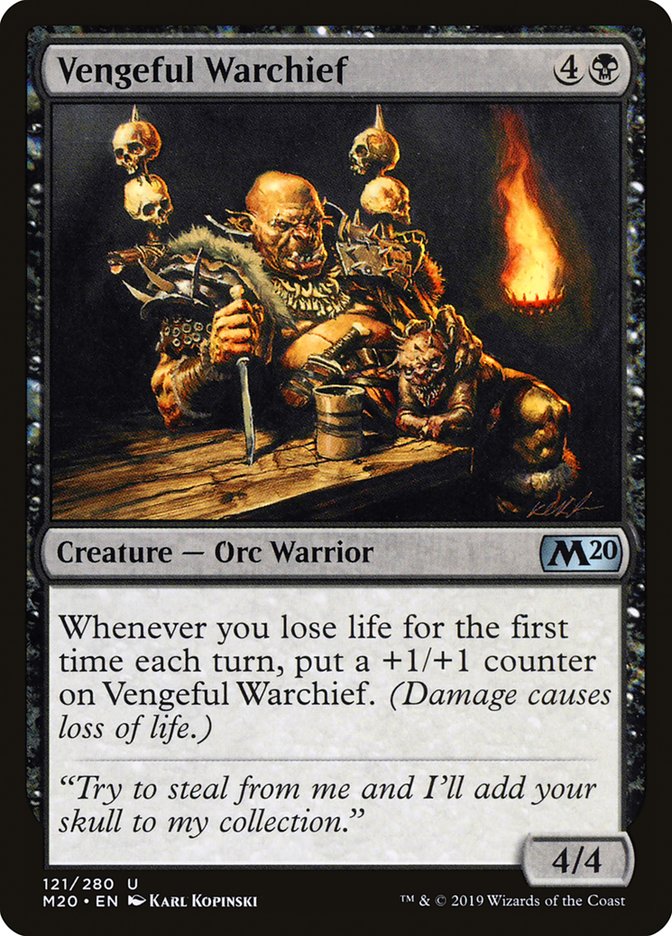 Vengeful Warchief 4
Creature — Orc Warrior M20
Whenever you lose life for the first
time each turn, put a +1/+1 counter
on Vengeful Warchief. (Damage causes
loss of life.)
“Try to steal from me and I’ll add your
skull to my collection.”
4/4
121/280 U
M20 • EN Karl Kopinski
™ & © 2019 Wizards of the Coast